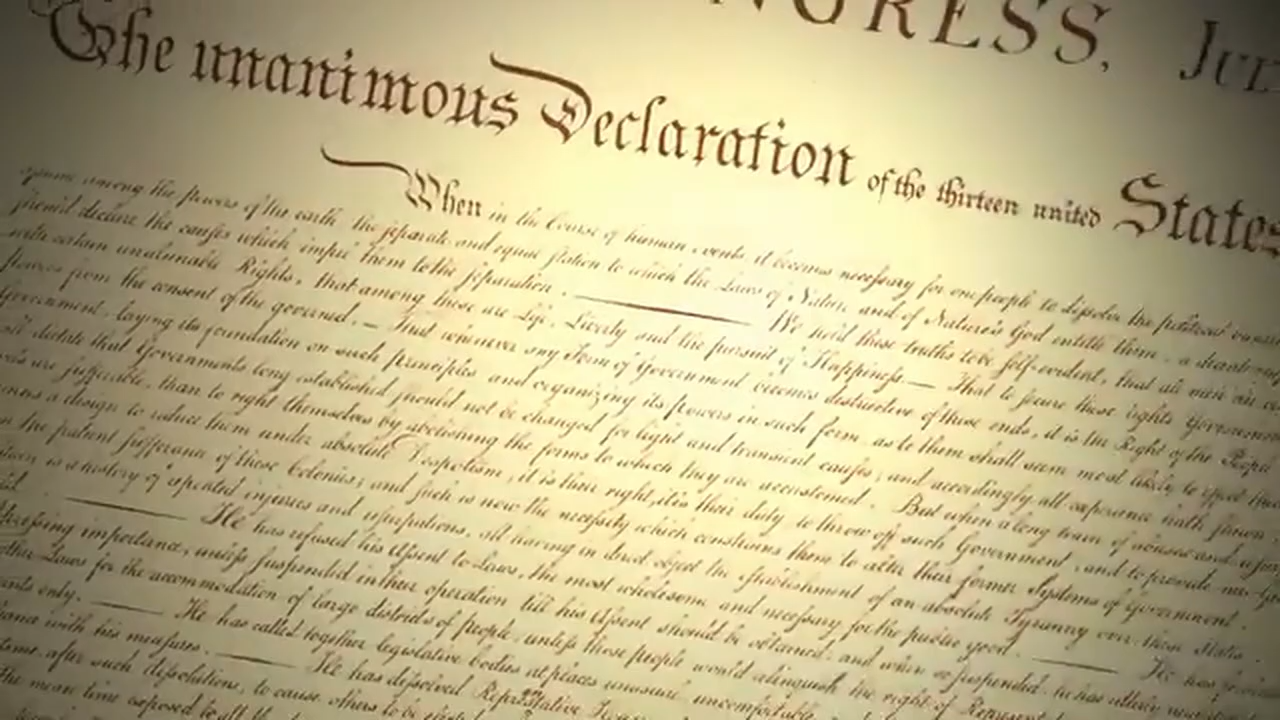 NGRESS, JUL
The unanimous Declaration of the thirteen united States
When in the Course of human events, it becomes necessary for one people to dissolve the political
assume among the powers of the earth, the separate and equal station to which the Laws of Nature and of Nature's God entitle them, a decent
should declare the causes which impel them to the separation. We hold these truths to be self-evident, that all men are
with certain unalienable Rights, that among these are Life, Liberty and the pursuit of Happiness.— That to secure these rights, Governments
powers from the consent of the governed,— That whenever any Form of Government becomes destructive of these ends, it is the Right of the People
Government, laying its foundation on such principles and organizing its powers in such form, as to them shall seem most likely to effect their
will dictate that Governments long established should not be changed for light and transient causes; and accordingly all experience hath shewn
are sufferable, than to right themselves by abolishing the forms to which they are accustomed. But when a long train of abuses and
a design to reduce them under absolute Despotism, it is their right, it is their duty, to throw off such Government, and to provide new
the patient sufferance of these Colonies; and such is now the necessity which constrains them to alter their former Systems of Government.
is a history of repeated injuries and usurpations, all having in direct object the establishment of an absolute Tyranny over these States.
He has refused his Assent to Laws, the most wholesome and necessary for the public good. He has
pressing importance, unless suspended in their operation till his Assent should be obtained; and when so suspended, he has utterly
other Laws for the accommodation of large districts of people, unless those people would relinquish the right of
only. He has called together legislative bodies at places unusual, uncomfortable,
with his measures. He has dissolved Representative Houses
time, after such dissolutions, to cause others to be
the mean time exposed to all the